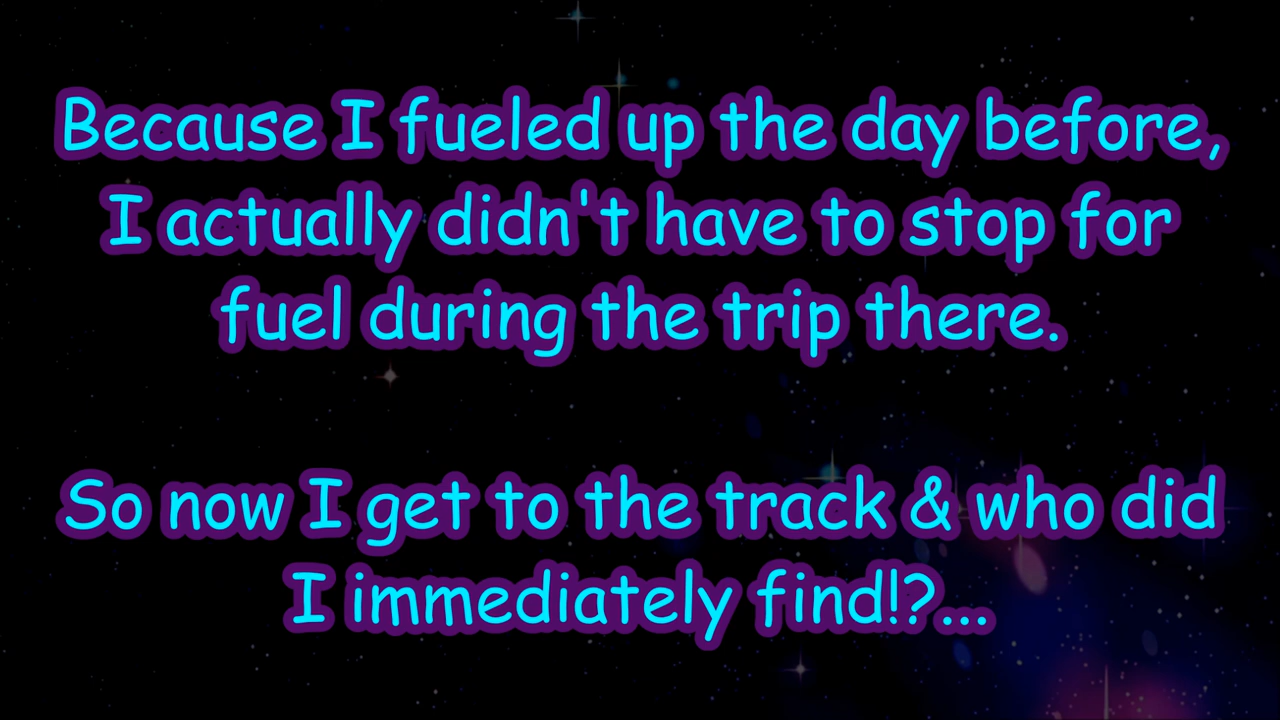 Because I fueled up the day before,
I actually didn't have to stop for
fuel during the trip there.
So now I get to the track & who did
I immediately find!?...